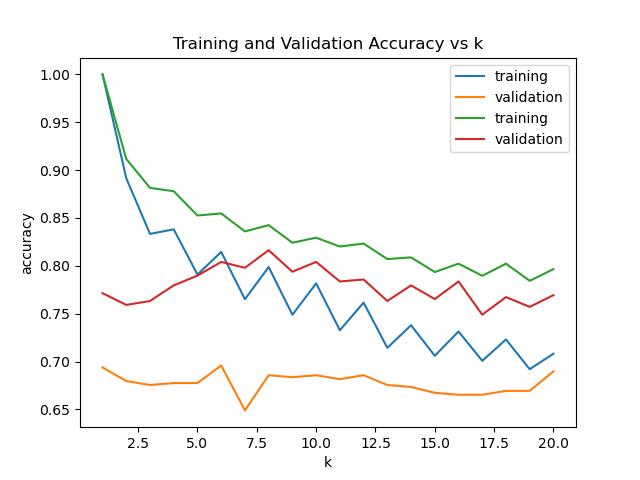 Training and Validation Accuracy vs k
training
validation
training
validation
1.00
0.95
0.90
0.85
0.80
0.75
0.70
0.65
accuracy
2.5 5.0 7.5 10.0 12.5 15.0 17.5 20.0
k